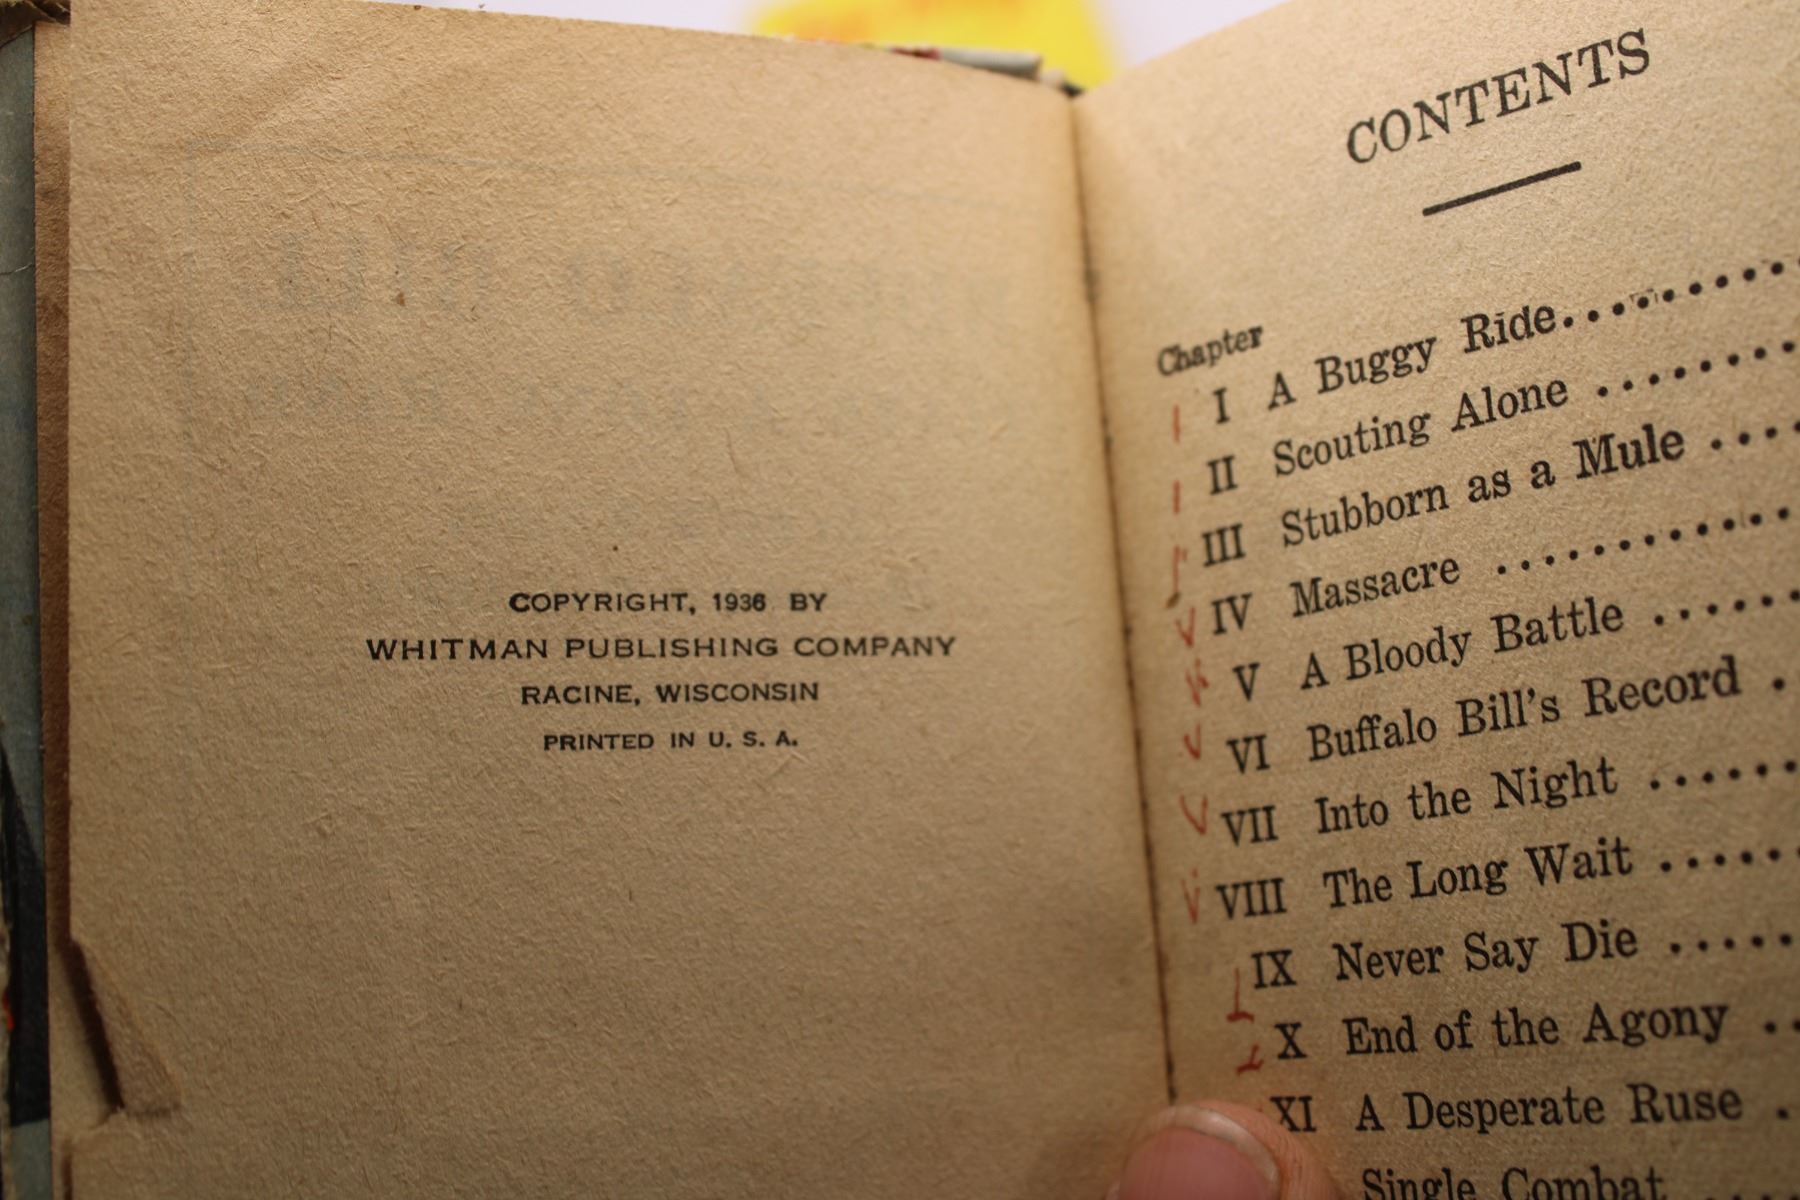 COPYRIGHT, 1936 BY
WHITMAN PUBLISHING COMPANY
RACINE, WISCONSIN
PRINTED IN U. S. A.
CONTENTS
Chapter
I A Buggy Ride..........
II Scouting Alone ........
III Stubborn as a Mule ....
IV Massacre ............
V A Bloody Battle ......
VI Buffalo Bill's Record .
VII Into the Night ......
VIII The Long Wait ......
IX Never Say Die .....
X End of the Agony ..
XI A Desperate Ruse .
Single Combat